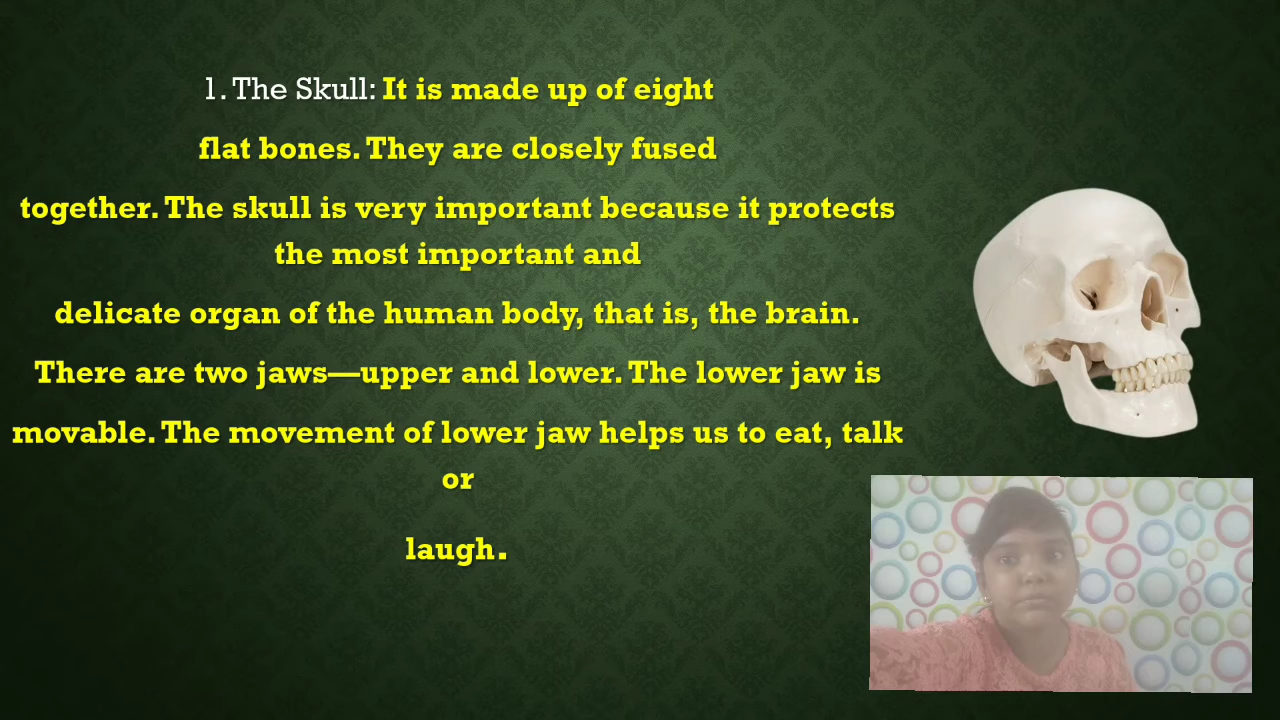 1. The Skull: It is made up of eight
flat bones. They are closely fused
together. The skull is very important because it protects
the most important and
delicate organ of the human body, that is, the brain.
There are two jaws—upper and lower. The lower jaw is
movable. The movement of lower jaw helps us to eat, talk
or
laugh.